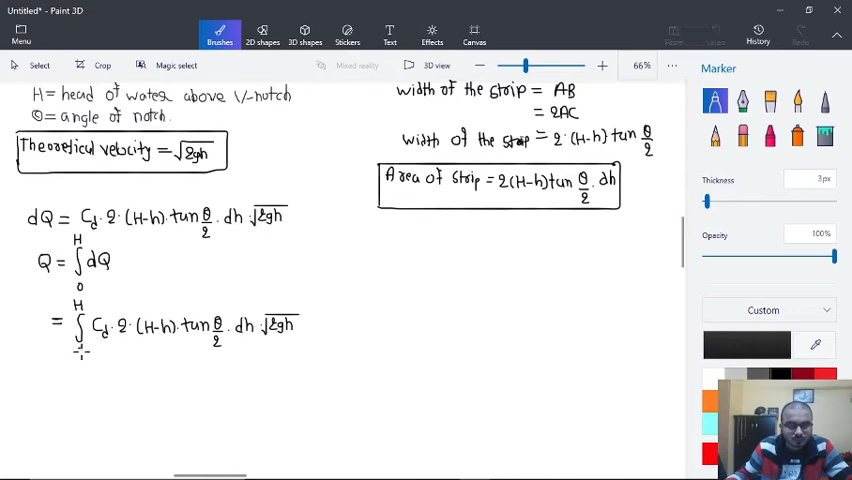 Untitled* - Paint 3D
Menu
Brushes
2D shapes
3D shapes
Stickers
Text
Effects
Canvas
Paste
Undo
History
Redo
Select
Crop
Magic select
Mixed reality
3D view
66%
H = head of water above V-notch
Θ = angle of notch.
Theoretical velocity = √2gh
dQ = Cd · 2 · (H-h) · tan θ/2 · dh · √2gh
Q = ∫₀ᴴ dQ
= ∫ᴴ Cd · 2 · (H-h) · tan θ/2 · dh · √2gh
width of the strip = AB
= 2AC
width of the strip = 2 · (H-h) tan θ/2
Area of strip = 2(H-h) tan θ/2 · dh
Marker
Thickness
3px
Opacity
100%
Custom